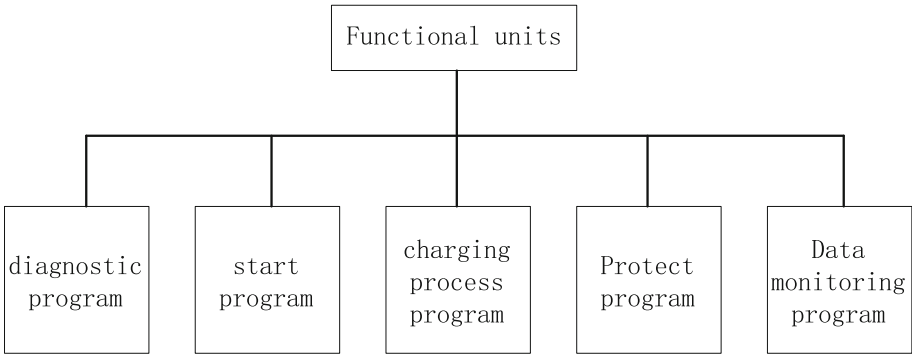 Functional units
diagnostic
program
start
program
charging
process
program
Protect
program
Data
monitoring
program